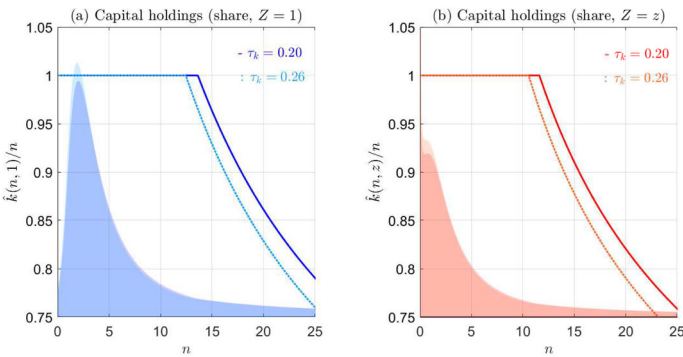 (a) Capital holdings (share, Z = 1)
1.05
1
0.95
0.9
0.85
0.8
0.75
k̂(n, 1)/n
- τₖ = 0.20
: τₖ = 0.26
0 5 10 15 20 25
n
(b) Capital holdings (share, Z = z)
1.05
1
0.95
0.9
0.85
0.8
0.75
k̂(n, z)/n
- τₖ = 0.20
: τₖ = 0.26
0 5 10 15 20 25
n